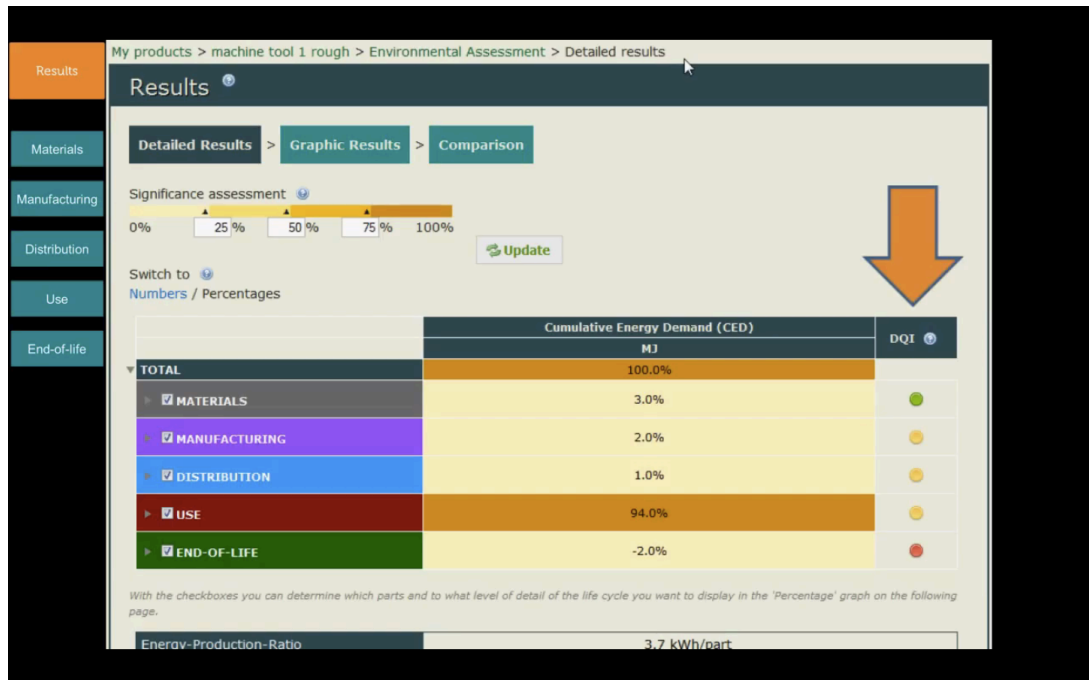 My products > machine tool 1 rough > Environmental Assessment > Detailed results
Results
Results
Detailed Results > Graphic Results > Comparison
Materials
Manufacturing
Distribution
Use
End-of-life
Significance assessment
0% 25 % 50 % 75 % 100%
Update
Switch to
Numbers / Percentages
Cumulative Energy Demand (CED) DQI
MJ
TOTAL 100.0%
MATERIALS 3.0%
MANUFACTURING 2.0%
DISTRIBUTION 1.0%
USE 94.0%
END-OF-LIFE -2.0%
With the checkboxes you can determine which parts and to what level of detail of the life cycle you want to display in the 'Percentage' graph on the following
page.
Energy-Production-Ratio 3.7 kWh/part